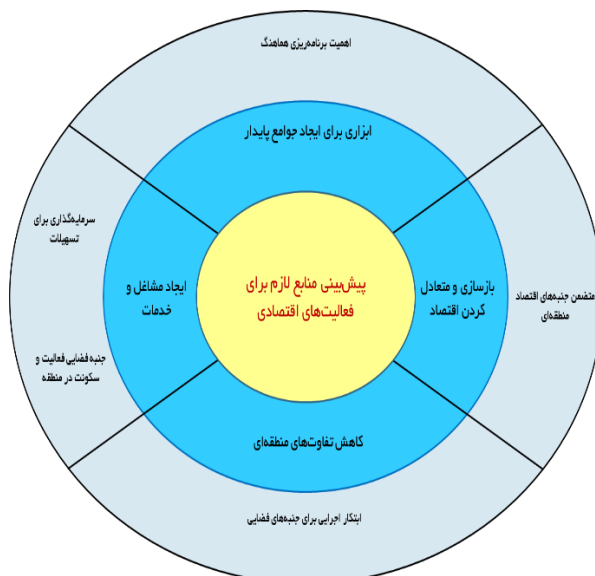 اهمیت برنامه‌ریزی هماهنگ
ابزاری برای ایجاد جوامع پایدار
متضمن جنبه‌های اقتصاد
منطقه‌ای
بازسازی و متعادل
کردن اقتصاد
پیش‌بینی منابع لازم برای
فعالیت‌های اقتصادی
ایجاد مشاغل و
خدمات
سرمایه‌گذاری برای
تسهیلات
جنبه فضایی فعالیت و
سکونت در منطقه
کاهش تفاوت‌های منطقه‌ای
ابتکار اجرایی برای جنبه‌های فضایی